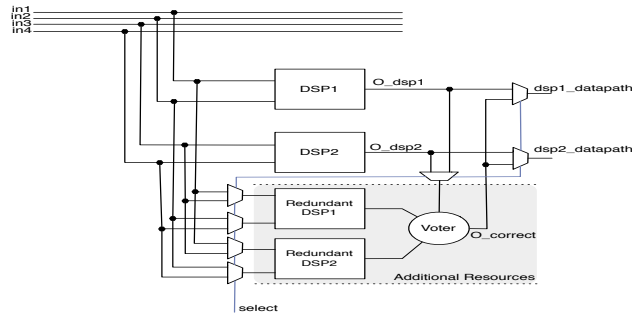 in1
in2
in3
in4
DSP1
O_dsp1
dsp1_datapath
DSP2
O_dsp2
dsp2_datapath
Redundant
DSP1
Voter
O_correct
Redundant
DSP2
Additional Resources
select